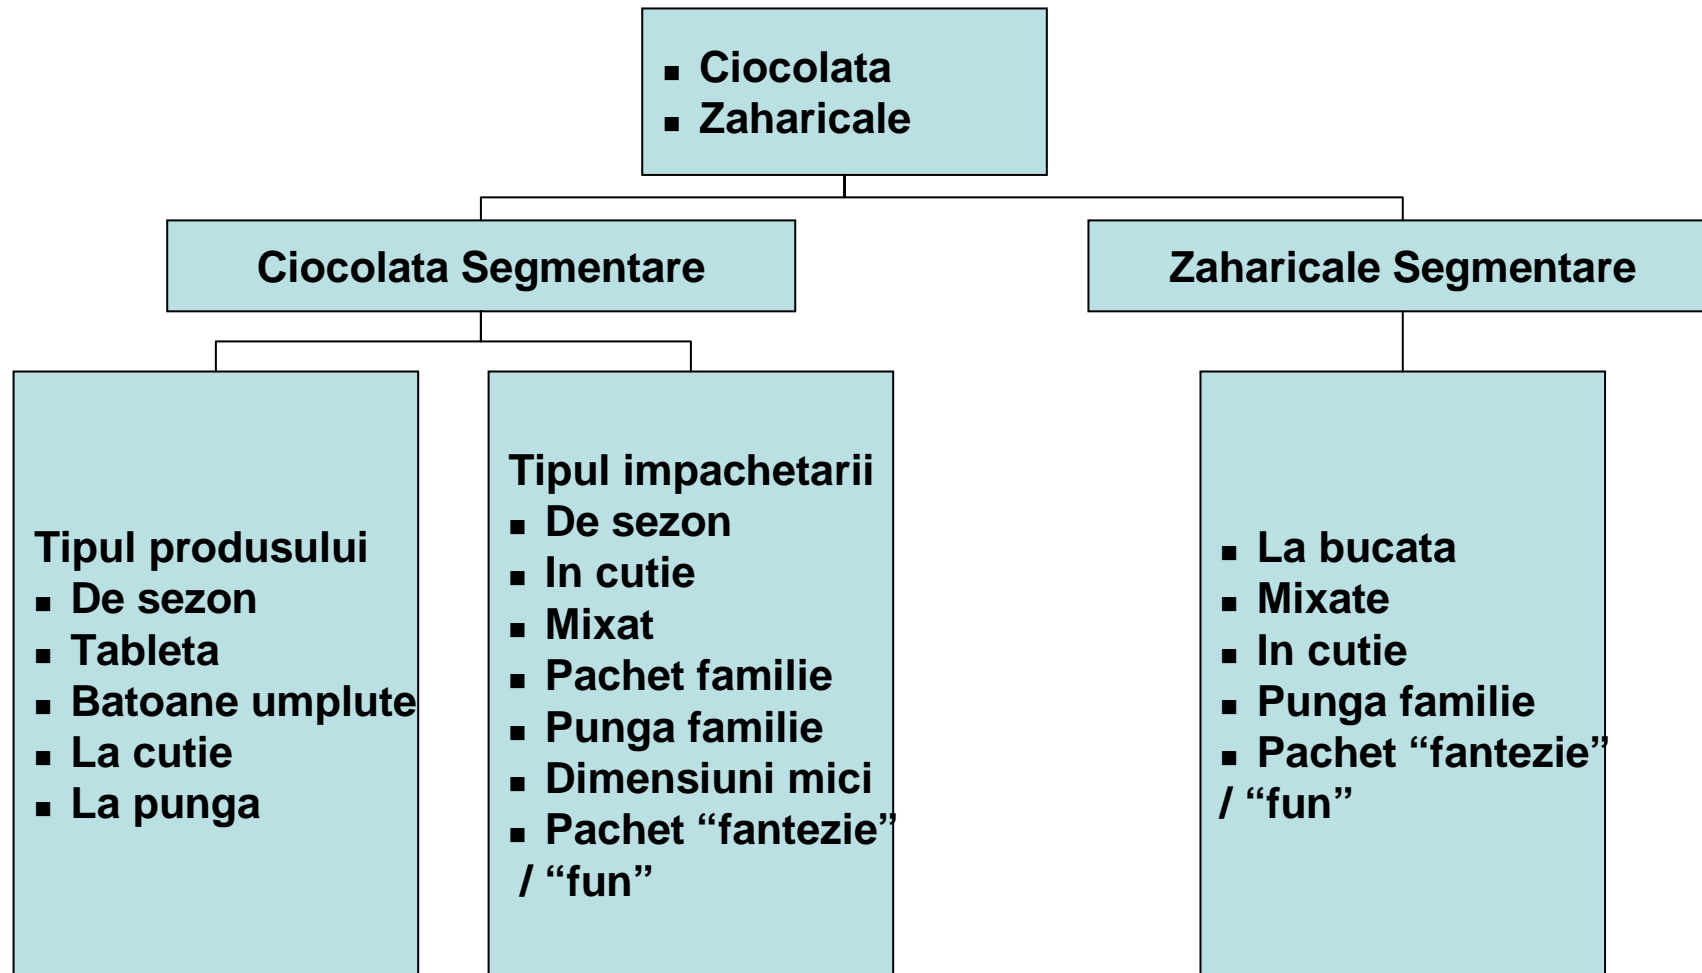 ▪ Ciocolata
▪ Zaharicale
Ciocolata Segmentare
Zaharicale Segmentare
Tipul produsului
▪ De sezon
▪ Tableta
▪ Batoane umplute
▪ La cutie
▪ La punga
Tipul impachetarii
▪ De sezon
▪ In cutie
▪ Mixat
▪ Pachet familie
▪ Punga familie
▪ Dimensiuni mici
▪ Pachet “fantezie”
/ “fun”
▪ La bucata
▪ Mixate
▪ In cutie
▪ Punga familie
▪ Pachet “fantezie”
/ “fun”